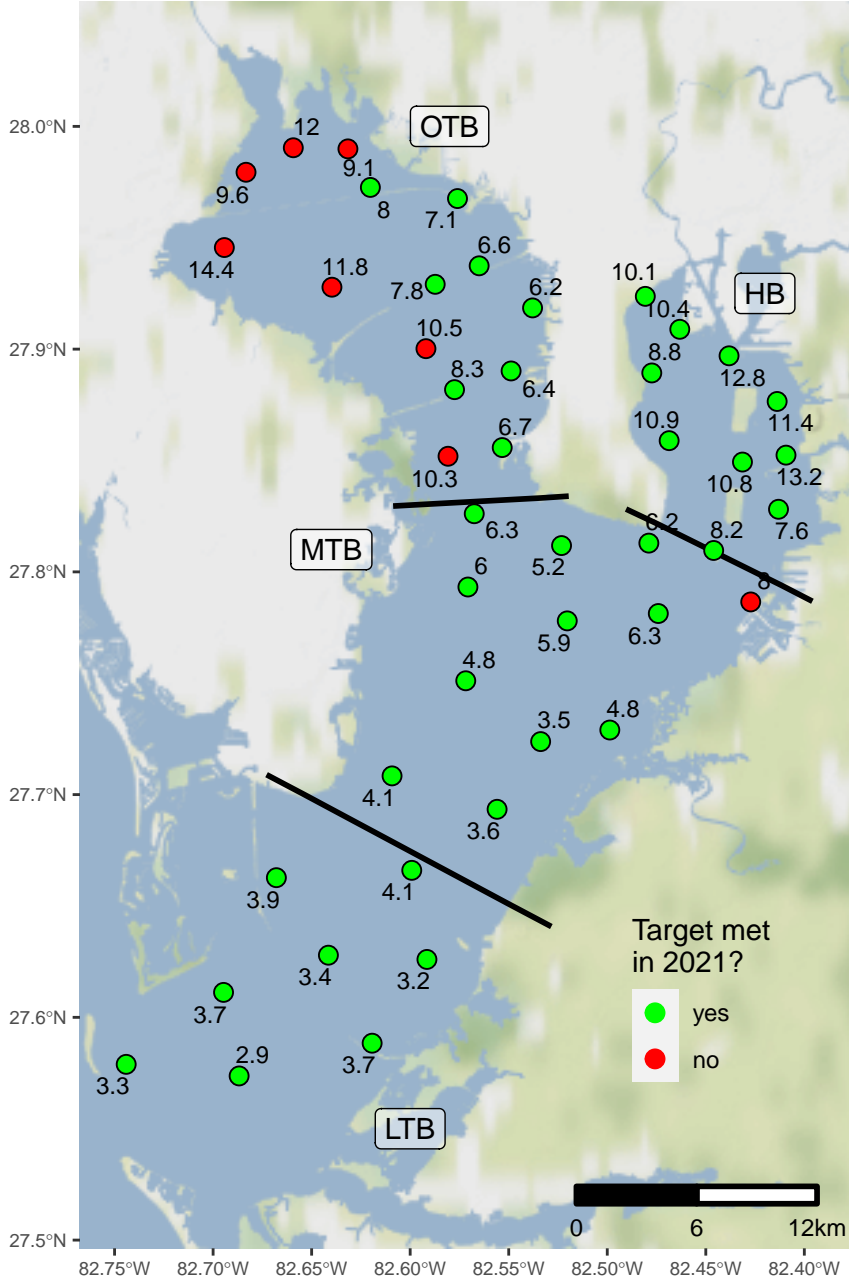 28.0°N
27.9°N
27.8°N
27.7°N
27.6°N
27.5°N
12
OTB
9.1
9.6
8
7.1
14.4
11.8
6.6
7.8
6.2
10.1
HB
10.4
10.5
8.3
6.4
8.8
12.8
6.7
10.9
11.4
10.3
10.8
13.2
6.3
7.6
MTB
5.2
6.2
8.2
8
6
5.9
6.3
4.8
3.5
4.8
4.1
3.6
3.9
4.1
3.4
3.2
3.7
3.3
2.9
3.7
LTB
Target met
in 2021?
yes
no
0 6 12km
82.75°W 82.70°W 82.65°W 82.60°W 82.55°W 82.50°W 82.45°W 82.40°W